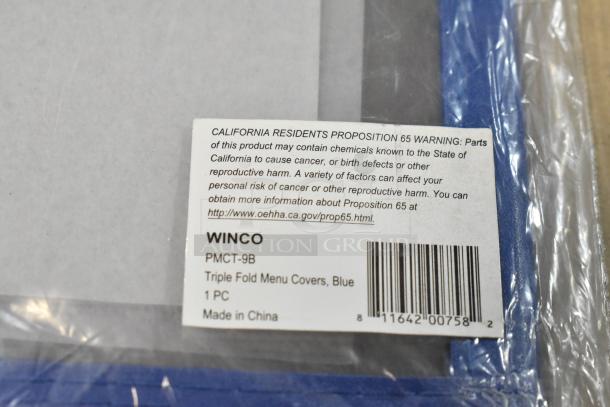 CALIFORNIA RESIDENTS PROPOSITION 65 WARNING: Parts
of this product may contain chemicals known to the State of
California to cause cancer, or birth defects or other
reproductive harm. A variety of factors can affect your
personal risk of cancer or other reproductive harm. You can
obtain more information about Proposition 65 at
http://www.oehha.ca.gov/prop65.html.
WINCO
AUCTION GROUP
PMCT-9B
Triple Fold Menu Covers, Blue
1 PC
Made in China
8 11642 00758 2